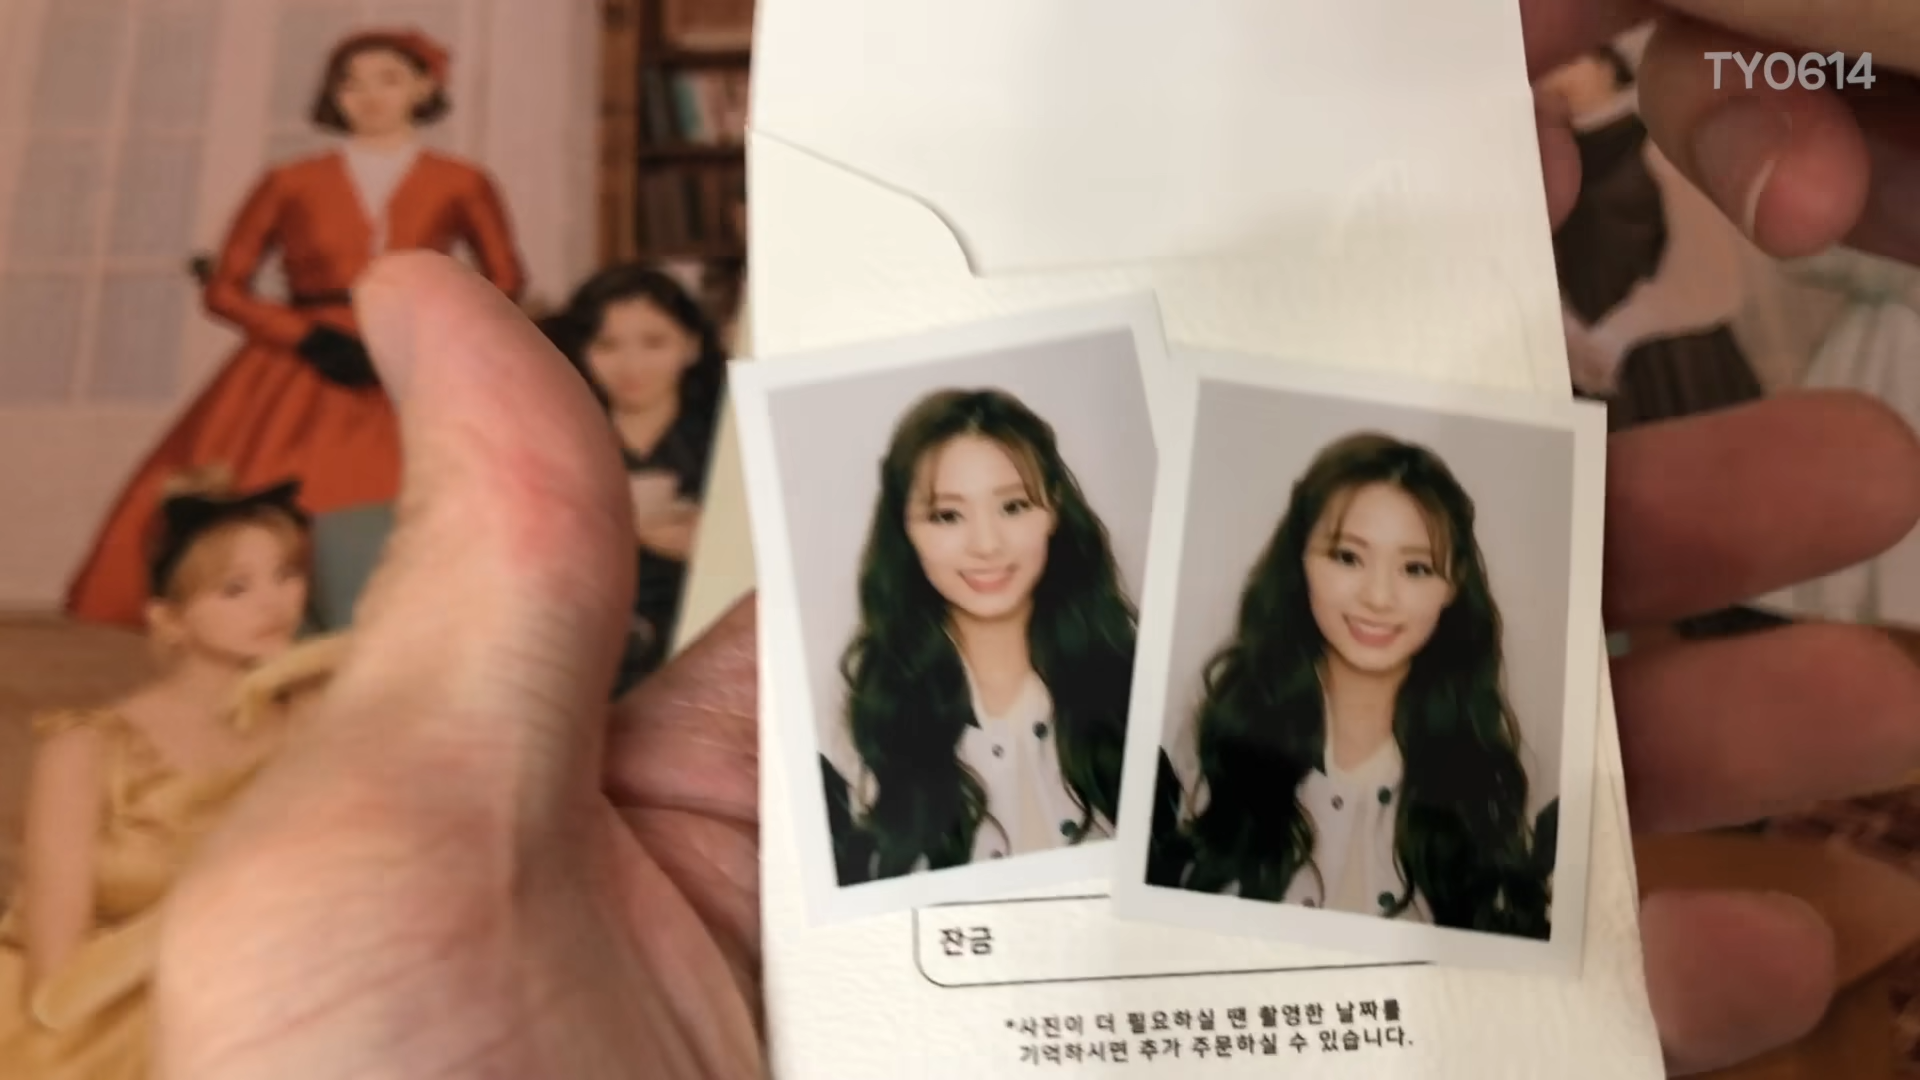 TY0614
잔금
*사진이 더 필요하실 땐 촬영한 날짜를
기억하시면 추가 주문하실 수 있습니다.